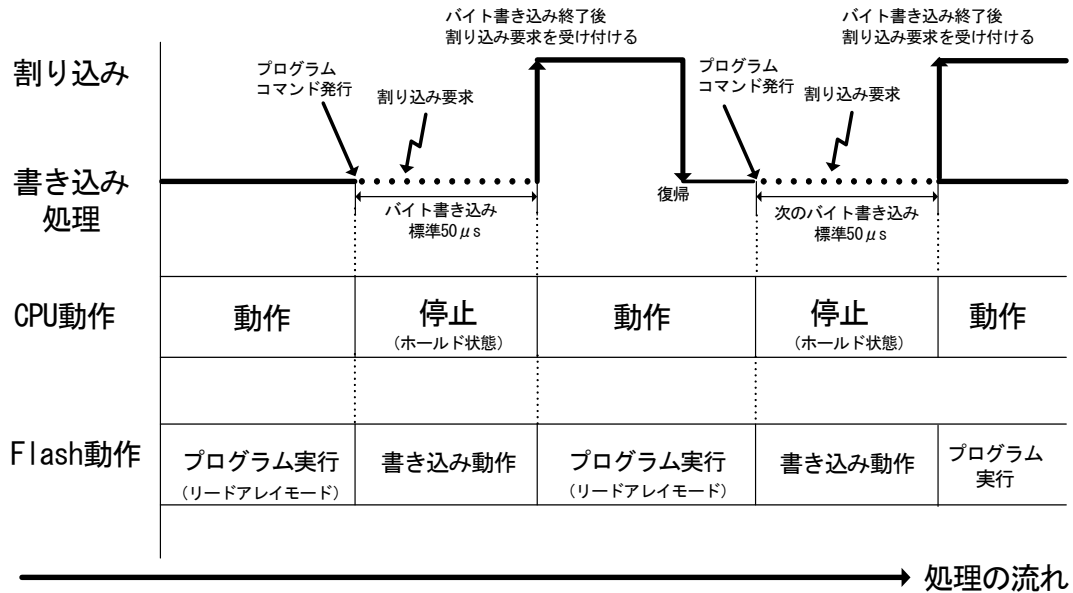 バイト書き込み終了後
割り込み要求を受け付ける
バイト書き込み終了後
割り込み要求を受け付ける
割り込み
プログラム
コマンド発行
割り込み要求
プログラム
コマンド発行
割り込み要求
書き込み
処理
バイト書き込み
標準50μs
復帰
次のバイト書き込み
標準50μs
CPU動作
動作
停止
(ホールド状態)
動作
停止
(ホールド状態)
動作
Flash動作
プログラム実行
(リードアレイモード)
書き込み動作
プログラム実行
(リードアレイモード)
書き込み動作
プログラム
実行
処理の流れ